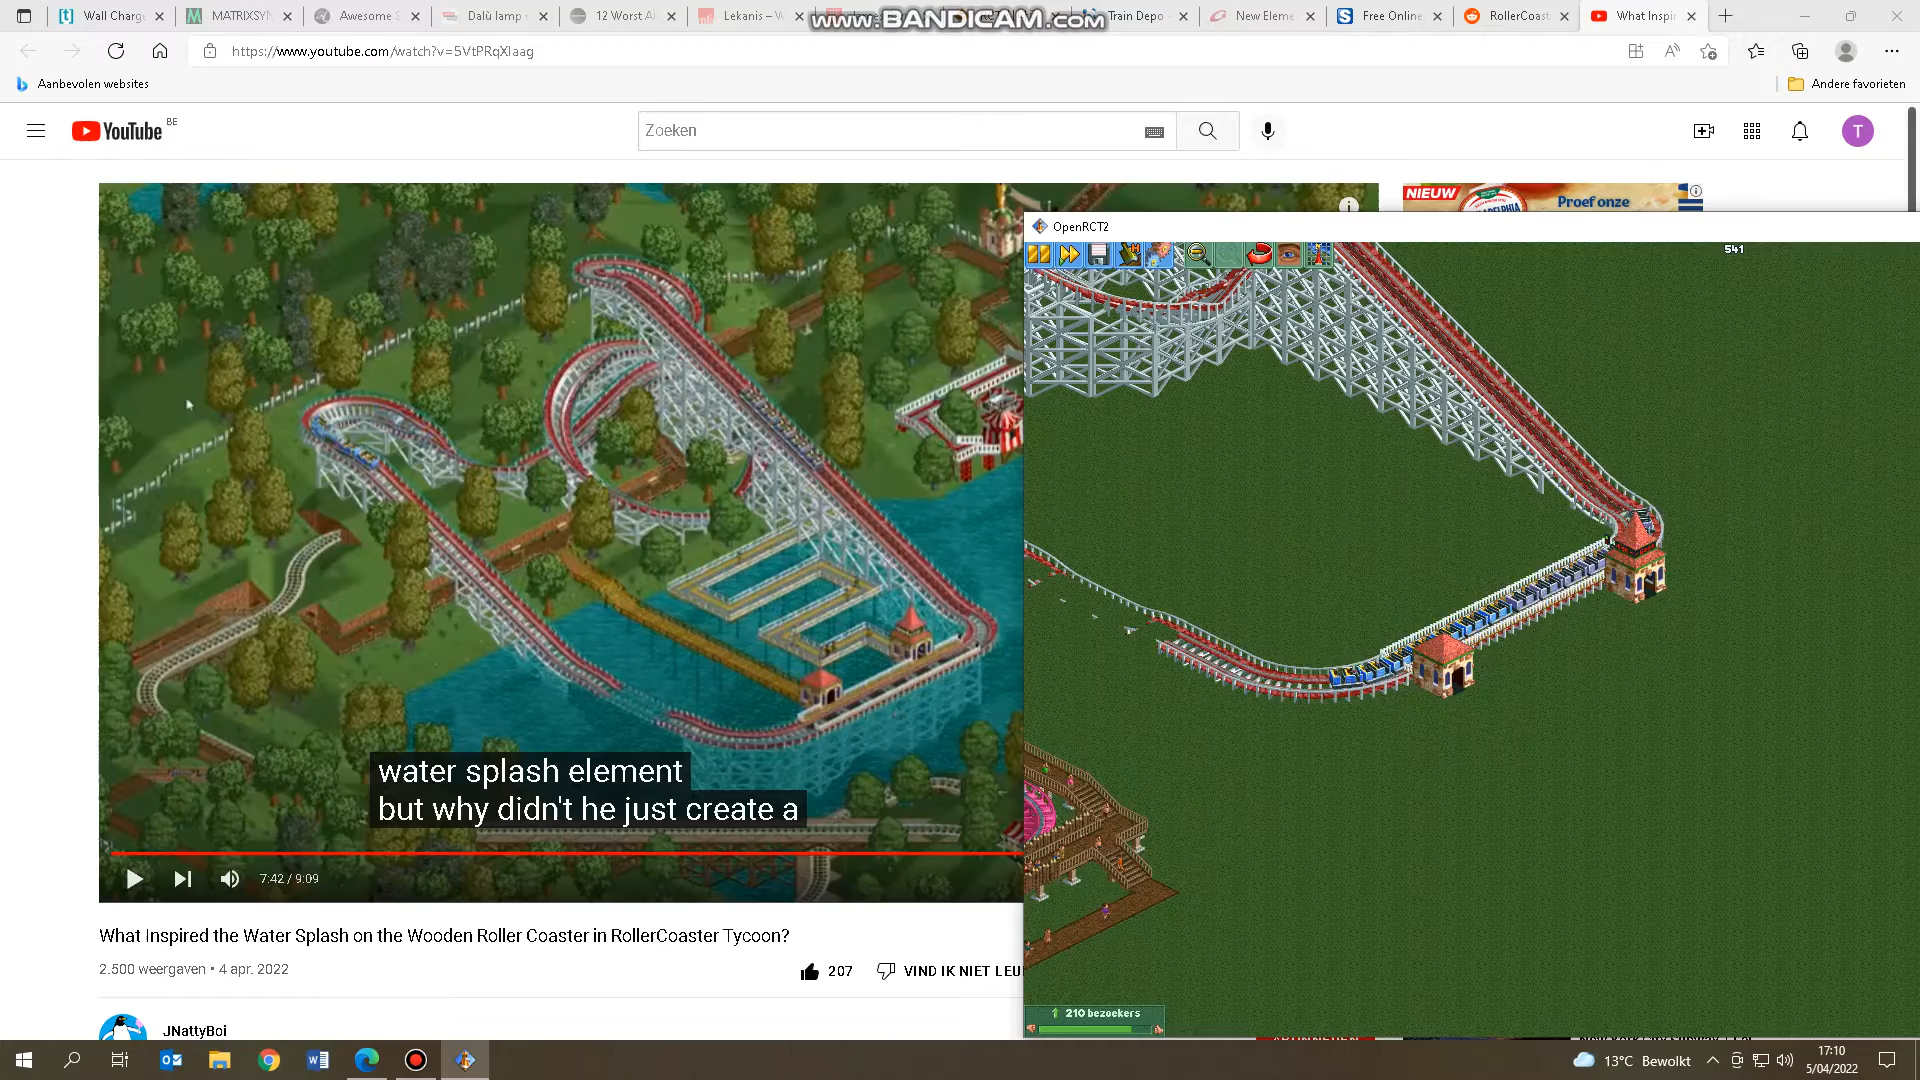 Wall Charg
MATRIXSYN
Awesome S
Dalù lamp
12 Worst A
Lekanis – V
www.BANDICAM.com
Train Depo
New Eleme
Free Online
RollerCoast
What Inspir
https://www.youtube.com/watch?v=5VtPRqXlaag
Aanbevolen websites
Andere favorieten
YouTube BE
Zoeken
T
NIEUW
Proef onze
OpenRCT2
541
water splash element
but why didn't he just create a
7:42 / 9:09
What Inspired the Water Splash on the Wooden Roller Coaster in RollerCoaster Tycoon?
2.500 weergaven • 4 apr. 2022
207
VIND IK NIET LEU
JNattyBoi
210 bezoekers
13°C Bewolkt
17:10
5/04/2022